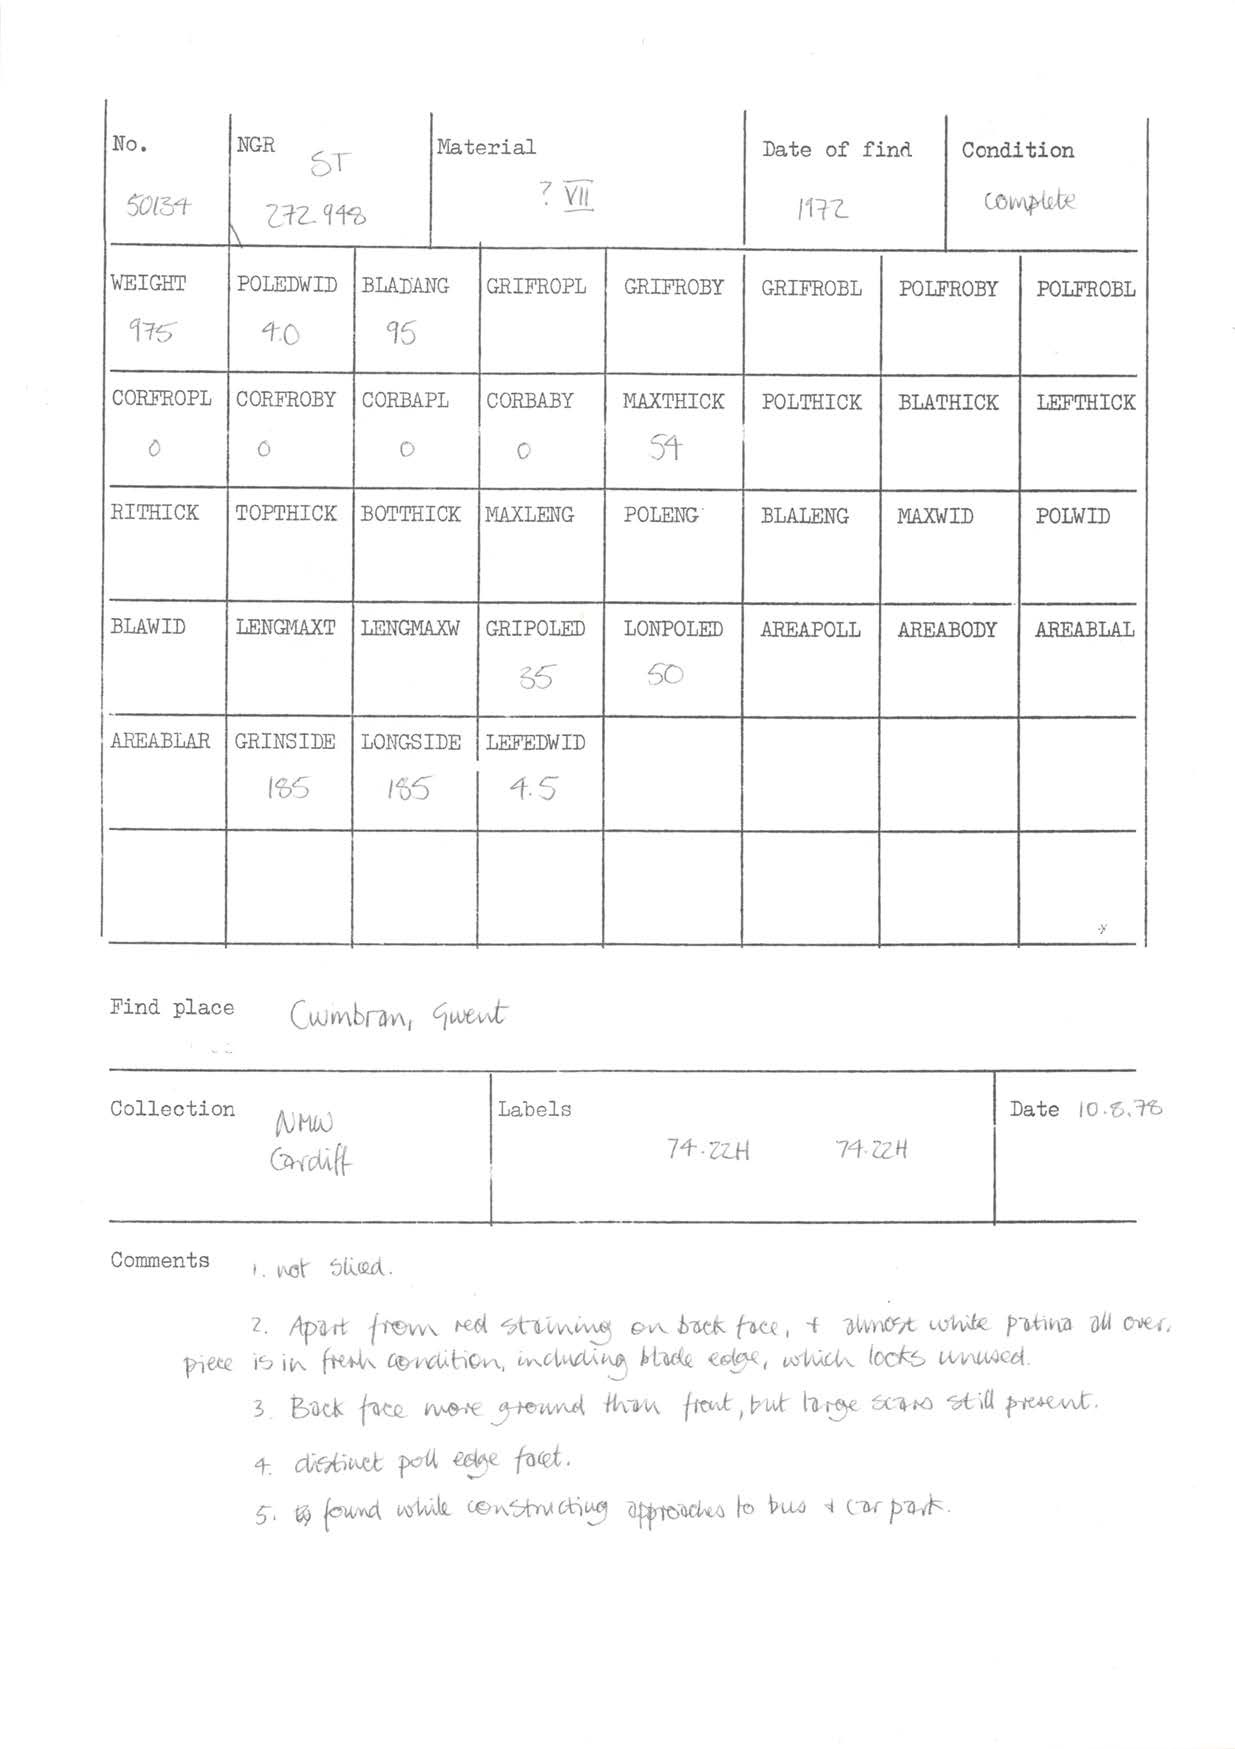 No. NGR Material Date of find Condition
ST
50134 272.948 ? VII 1972 complete
WEIGHT POLEDWID BLADANG GRIFROPL GRIFROBY GRIFROBL POLFROBY POLFROBL
975 4.0 95
CORFROPL CORFROBY CORBAPL CORBABY MAXTHICK POLTHICK BLATHICK LEFTHICK
0 0 0 0 54
RITHICK TOPTHICK BOTTHICK MAXLENG POLENG BLALENG MAXWID POLWID
BLAWID LENGMAXT LENGMAXW GRIPOLED LONPOLED AREAPOLL AREABODY AREABLAL
35 50
AREABLAR GRINSIDE LONGSIDE LEFEDWID
185 185 4.5
Find place Cwmbran, Gwent
Collection Labels Date 10.8.78
NMW
Cardiff 74.22H 74.22H
Comments 1. not sliced.
2. Apart from red staining on back face, + almost white patina all over,
piece is in fresh condition, including blade edge, which looks unused.
3. Back face more ground than front, but large scars still present.
4. distinct poll edge facet.
5. found while constructing approaches to bus + car park.